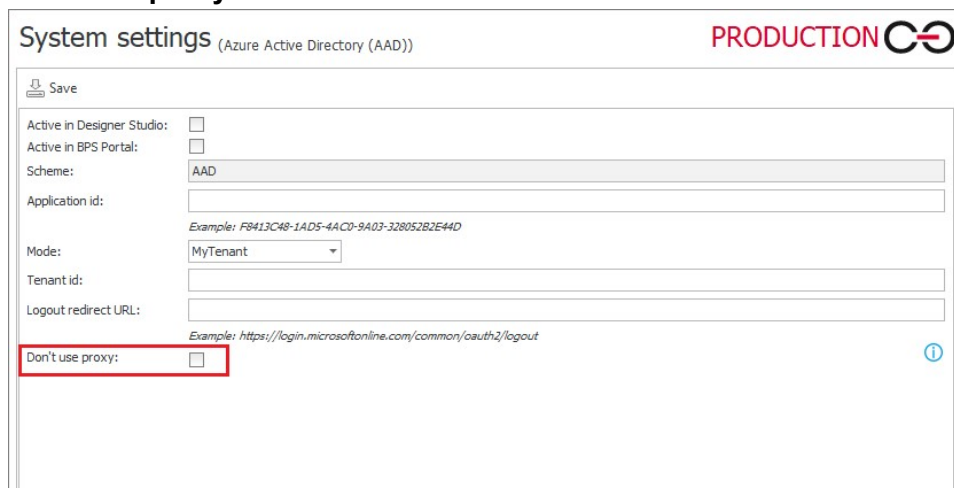 System settings (Azure Active Directory (AAD))
PRODUCTION
Save
Active in Designer Studio:
Active in BPS Portal:
Scheme: AAD
Application id:
Example: F8413C48-1AD5-4AC0-9A03-328052B2E44D
Mode: MyTenant
Tenant id:
Logout redirect URL:
Example: https://login.microsoftonline.com/common/oauth2/logout
Don't use proxy: